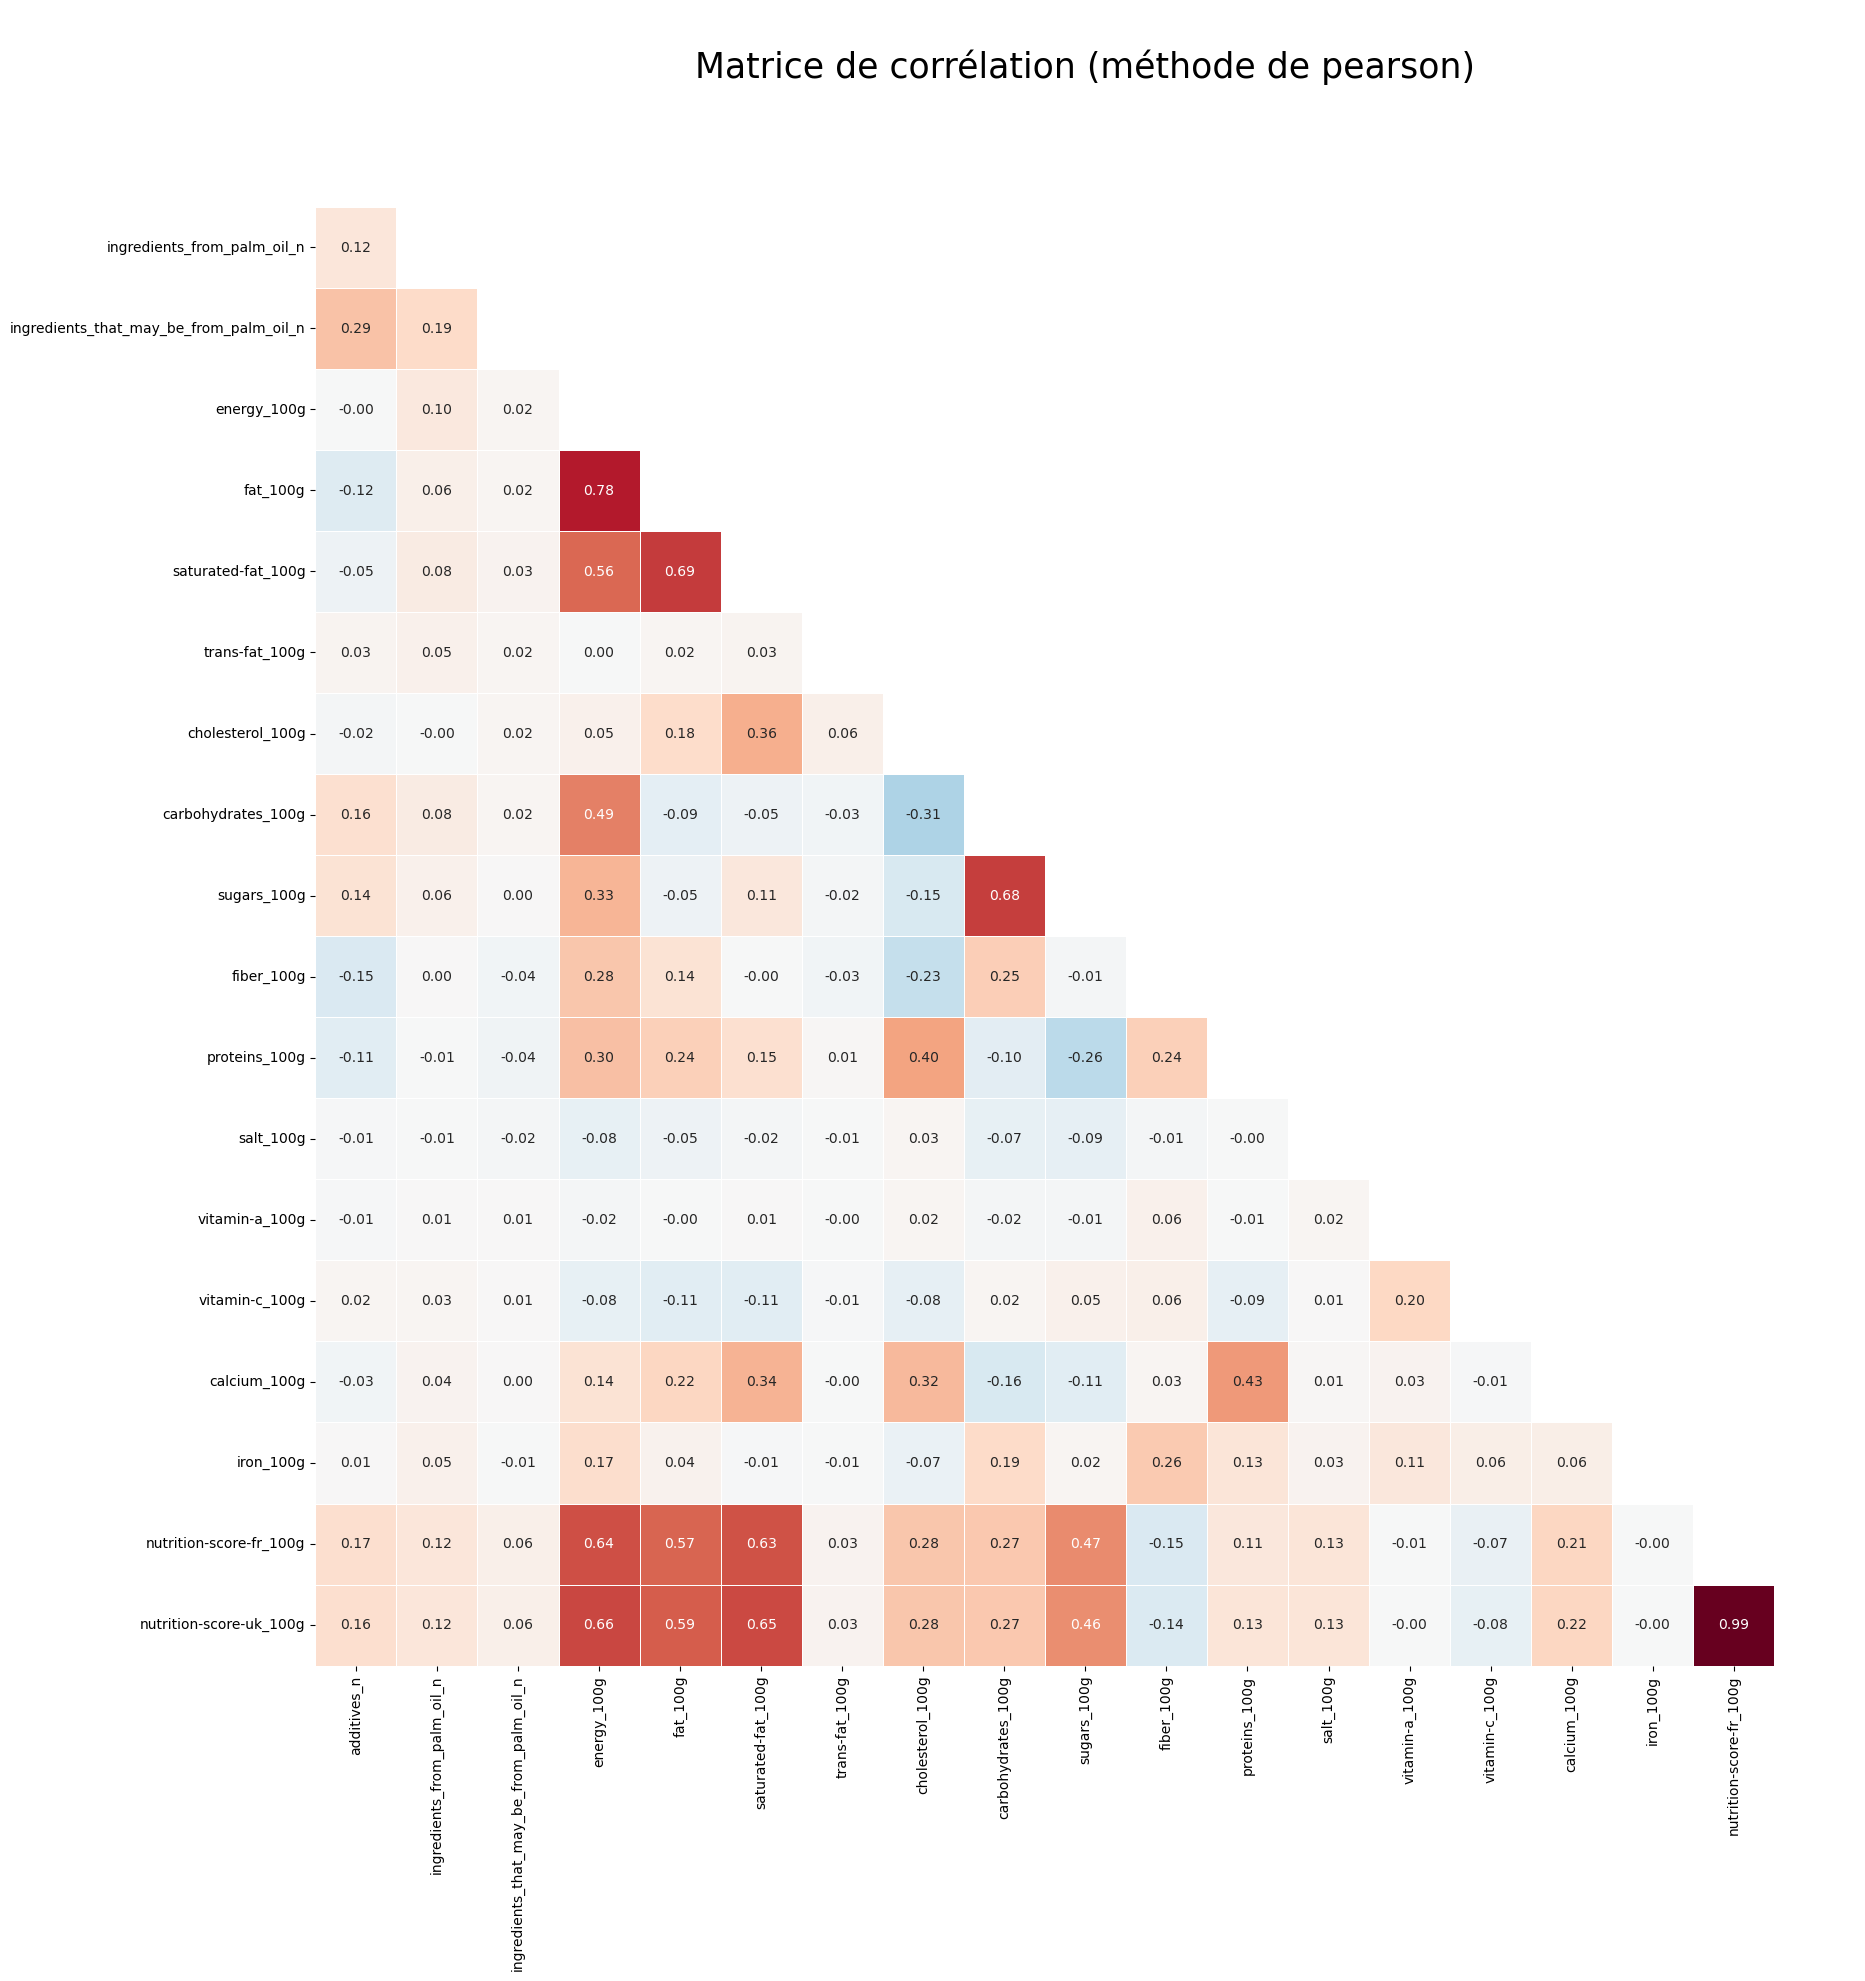 Matrice de corrélation (méthode de pearson)
ingredients_from_palm_oil_n 0.12
ingredients_that_may_be_from_palm_oil_n 0.29 0.19
energy_100g -0.00 0.10 0.02
fat_100g -0.12 0.06 0.02 0.78
saturated-fat_100g -0.05 0.08 0.03 0.56 0.69
trans-fat_100g 0.03 0.05 0.02 0.00 0.02 0.03
cholesterol_100g -0.02 -0.00 0.02 0.05 0.18 0.36 0.06
carbohydrates_100g 0.16 0.08 0.02 0.49 -0.09 -0.05 -0.03 -0.31
sugars_100g 0.14 0.06 0.00 0.33 -0.05 0.11 -0.02 -0.15 0.68
fiber_100g -0.15 0.00 -0.04 0.28 0.14 -0.00 -0.03 -0.23 0.25 -0.01
proteins_100g -0.11 -0.01 -0.04 0.30 0.24 0.15 0.01 0.40 -0.10 -0.26 0.24
salt_100g -0.01 -0.01 -0.02 -0.08 -0.05 -0.02 -0.01 0.03 -0.07 -0.09 -0.01 -0.00
vitamin-a_100g -0.01 0.01 0.01 -0.02 -0.00 0.01 -0.00 0.02 -0.02 -0.01 0.06 -0.01 0.02
vitamin-c_100g 0.02 0.03 0.01 -0.08 -0.11 -0.11 -0.01 -0.08 0.02 0.05 0.06 -0.09 0.01 0.20
calcium_100g -0.03 0.04 0.00 0.14 0.22 0.34 -0.00 0.32 -0.16 -0.11 0.03 0.43 0.01 0.03 -0.01
iron_100g 0.01 0.05 -0.01 0.17 0.04 -0.01 -0.01 -0.07 0.19 0.02 0.26 0.13 0.03 0.11 0.06 0.06
nutrition-score-fr_100g 0.17 0.12 0.06 0.64 0.57 0.63 0.03 0.28 0.27 0.47 -0.15 0.11 0.13 -0.01 -0.07 0.21 -0.00
nutrition-score-uk_100g 0.16 0.12 0.06 0.66 0.59 0.65 0.03 0.28 0.27 0.46 -0.14 0.13 0.13 -0.00 -0.08 0.22 -0.00 0.99
additives_n
ingredients_from_palm_oil_n
ingredients_that_may_be_from_palm_oil_n
energy_100g
fat_100g
saturated-fat_100g
trans-fat_100g
cholesterol_100g
carbohydrates_100g
sugars_100g
fiber_100g
proteins_100g
salt_100g
vitamin-a_100g
vitamin-c_100g
calcium_100g
iron_100g
nutrition-score-fr_100g